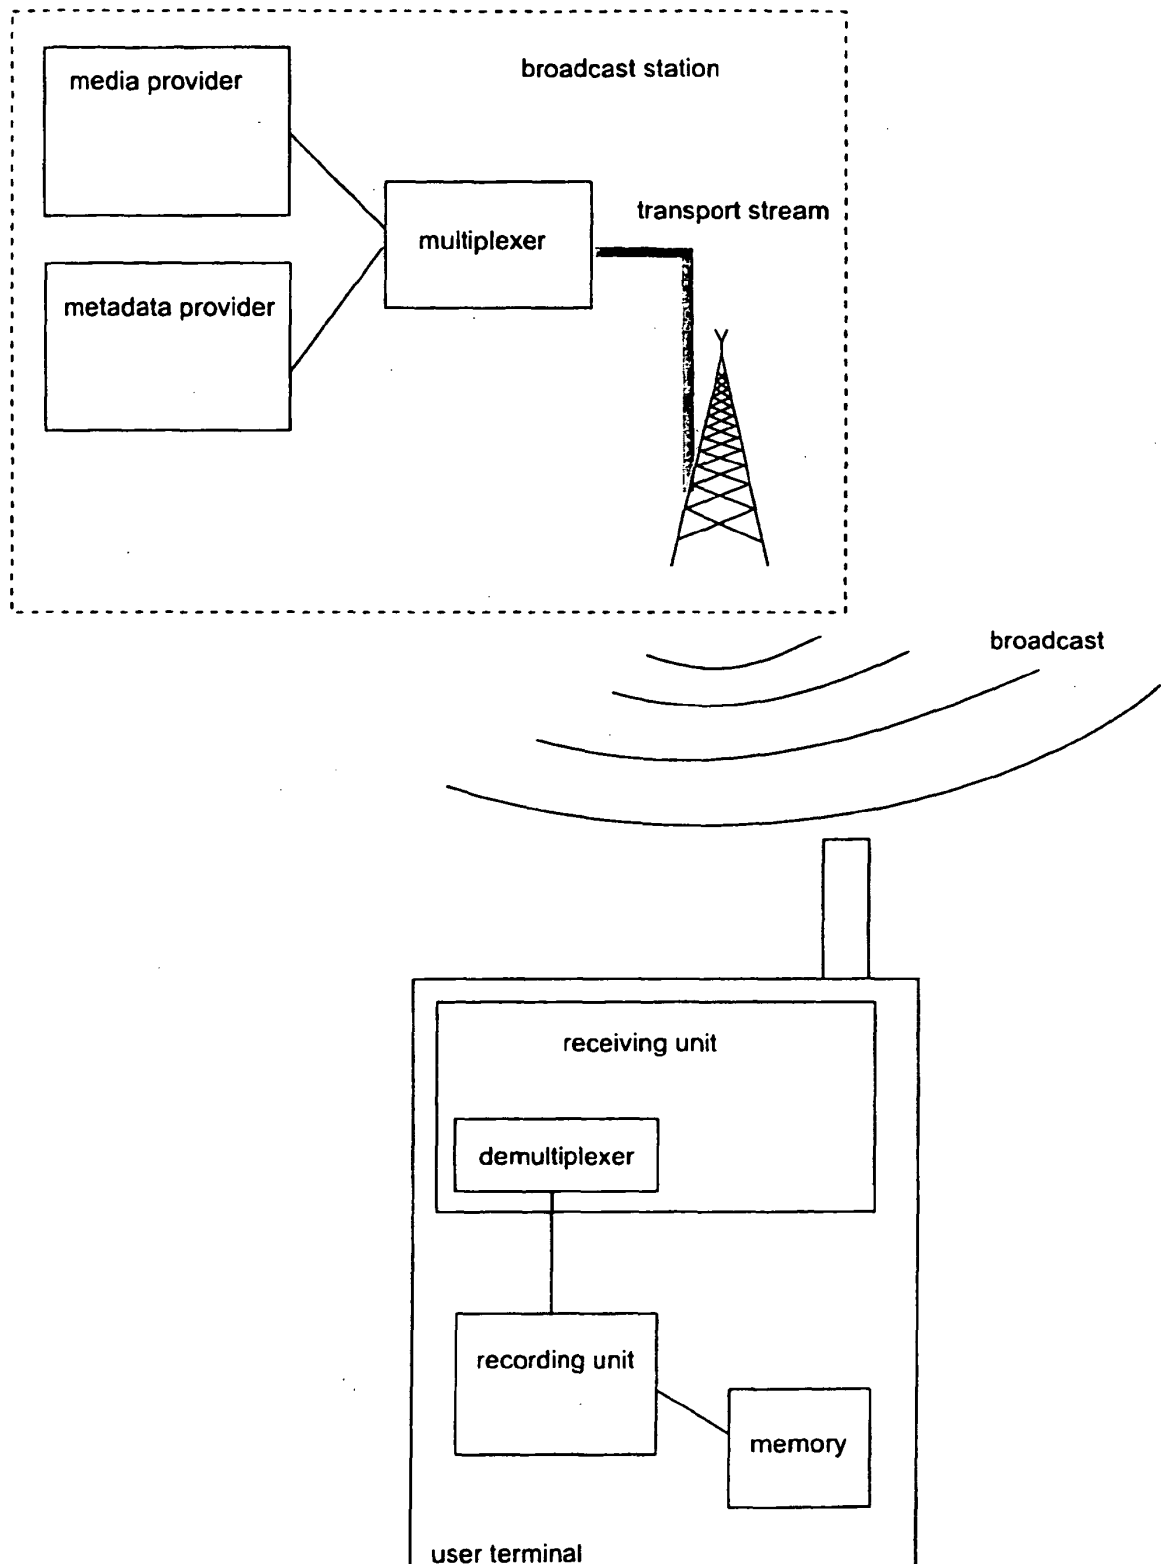 media provider
broadcast station
multiplexer
transport stream
metadata provider
broadcast
receiving unit
demultiplexer
recording unit
memory
user terminal